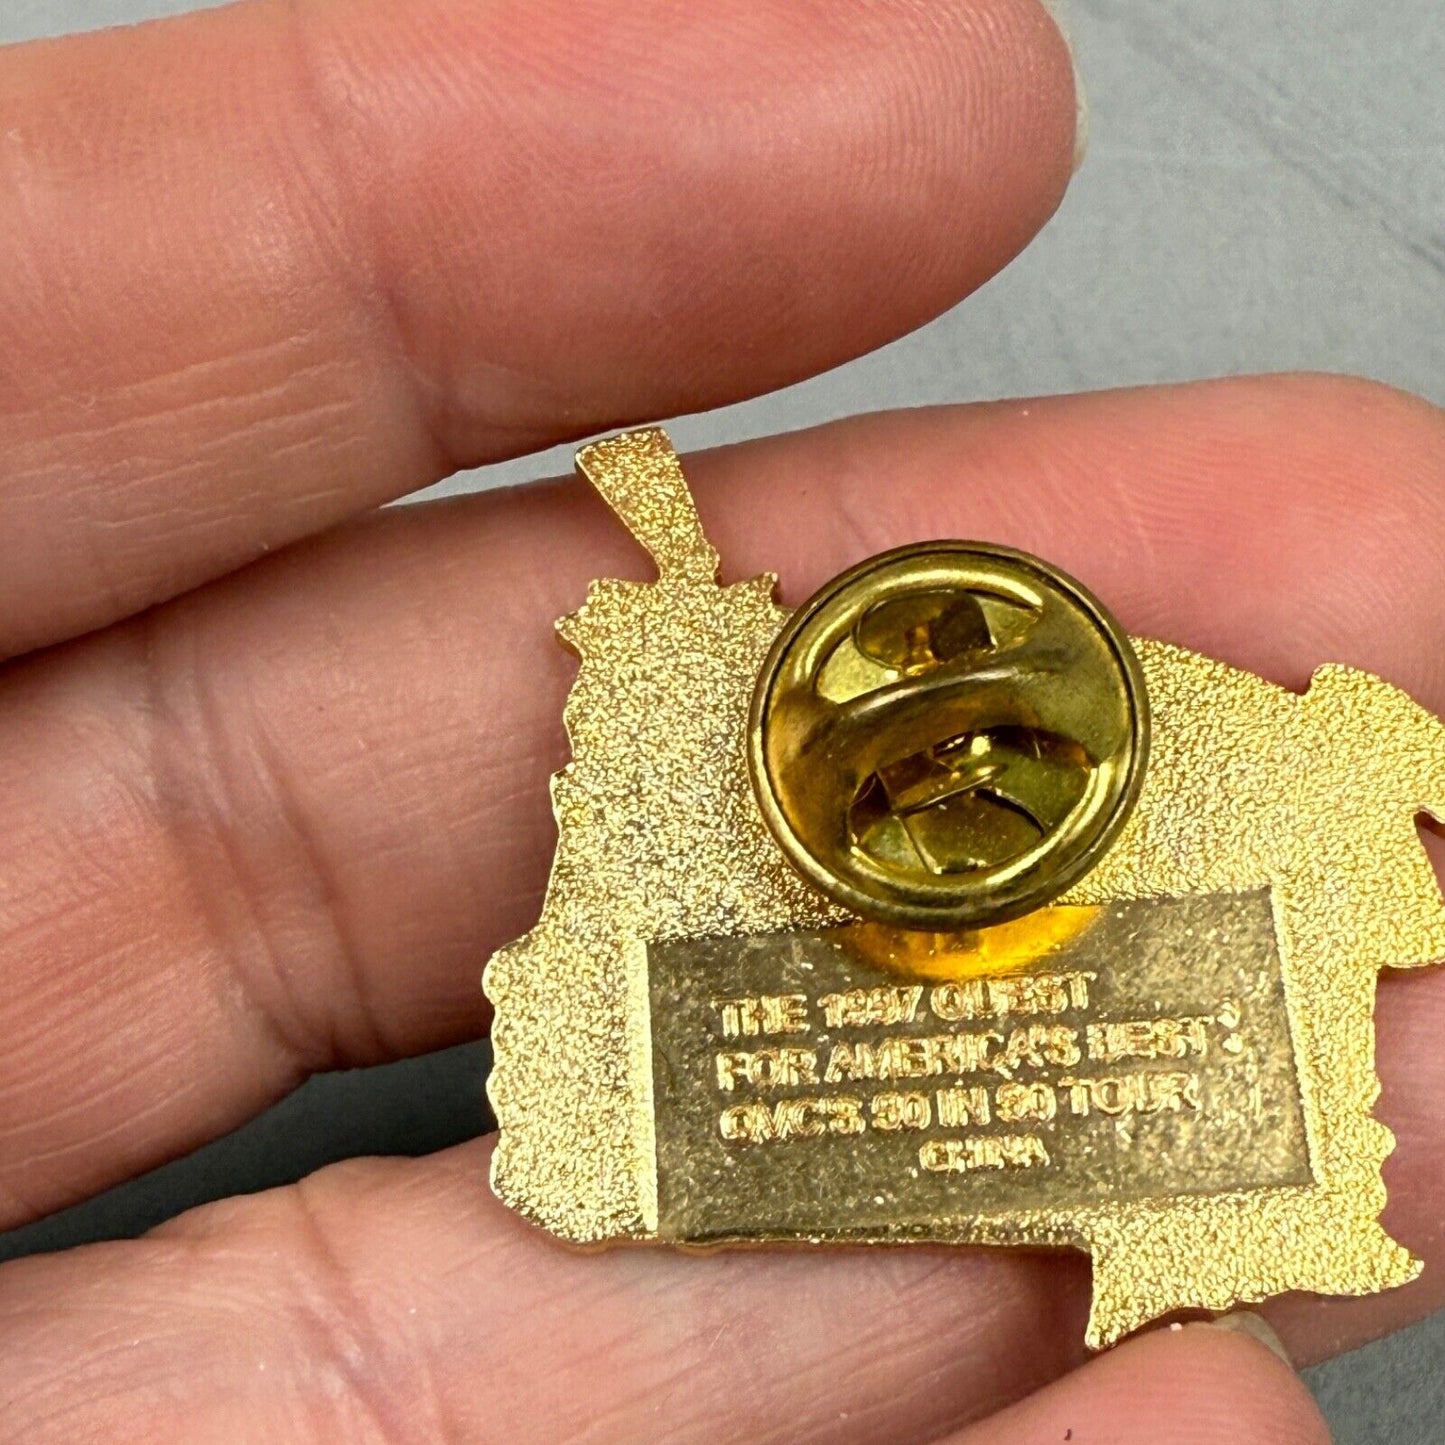 THE 1997 QUEST
FOR AMERICA'S BEST:
QVC'S 50 IN 50 TOUR
CHINA